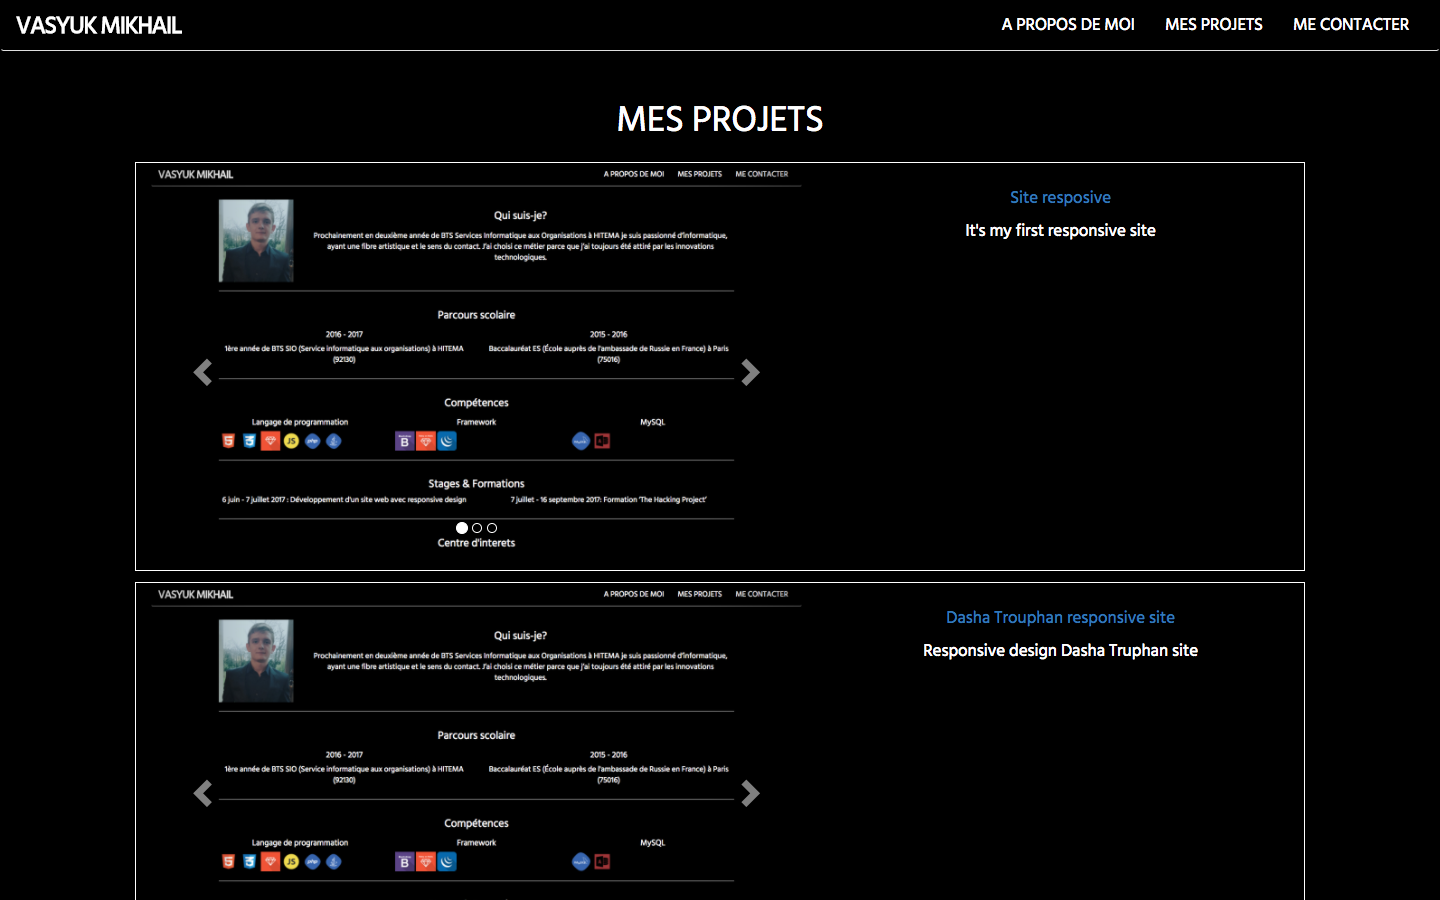 VASYUK MIKHAIL
A PROPOS DE MOI
MES PROJETS
ME CONTACTER
MES PROJETS
VASYUK MIKHAIL
A PROPOS DE MOI
MES PROJETS
ME CONTACTER
Qui suis-je?
Prochainement en deuxième année de BTS Services Informatique aux Organisations à HITEMA je suis passionné d'informatique,
ayant une fibre artistique et le sens du contact. J'ai choisi ce métier parce que j'ai toujours été attiré par les innovations
technologiques.
Parcours scolaire
2016 - 2017
1ère année de BTS SIO (Service informatique aux organisations) à HITEMA
(92130)
2015 - 2016
Baccalauréat ES (École auprès de l'ambassade de Russie en France) à Paris
(75016)
Compétences
Langage de programmation
Framework
MySQL
JS
B
Stages & Formations
6 juin - 7 juillet 2017 : Développement d'un site web avec responsive design
7 juillet - 16 septembre 2017: Formation 'The Hacking Project'
Centre d'interets
Site resposive
It's my first responsive site
VASYUK MIKHAIL
A PROPOS DE MOI
MES PROJETS
ME CONTACTER
Qui suis-je?
Prochainement en deuxième année de BTS Services Informatique aux Organisations à HITEMA je suis passionné d'informatique,
ayant une fibre artistique et le sens du contact. J'ai choisi ce métier parce que j'ai toujours été attiré par les innovations
technologiques.
Parcours scolaire
2016 - 2017
1ère année de BTS SIO (Service informatique aux organisations) à HITEMA
(92130)
2015 - 2016
Baccalauréat ES (École auprès de l'ambassade de Russie en France) à Paris
(75016)
Compétences
Langage de programmation
Framework
MySQL
JS
B
Dasha Trouphan responsive site
Responsive design Dasha Truphan site